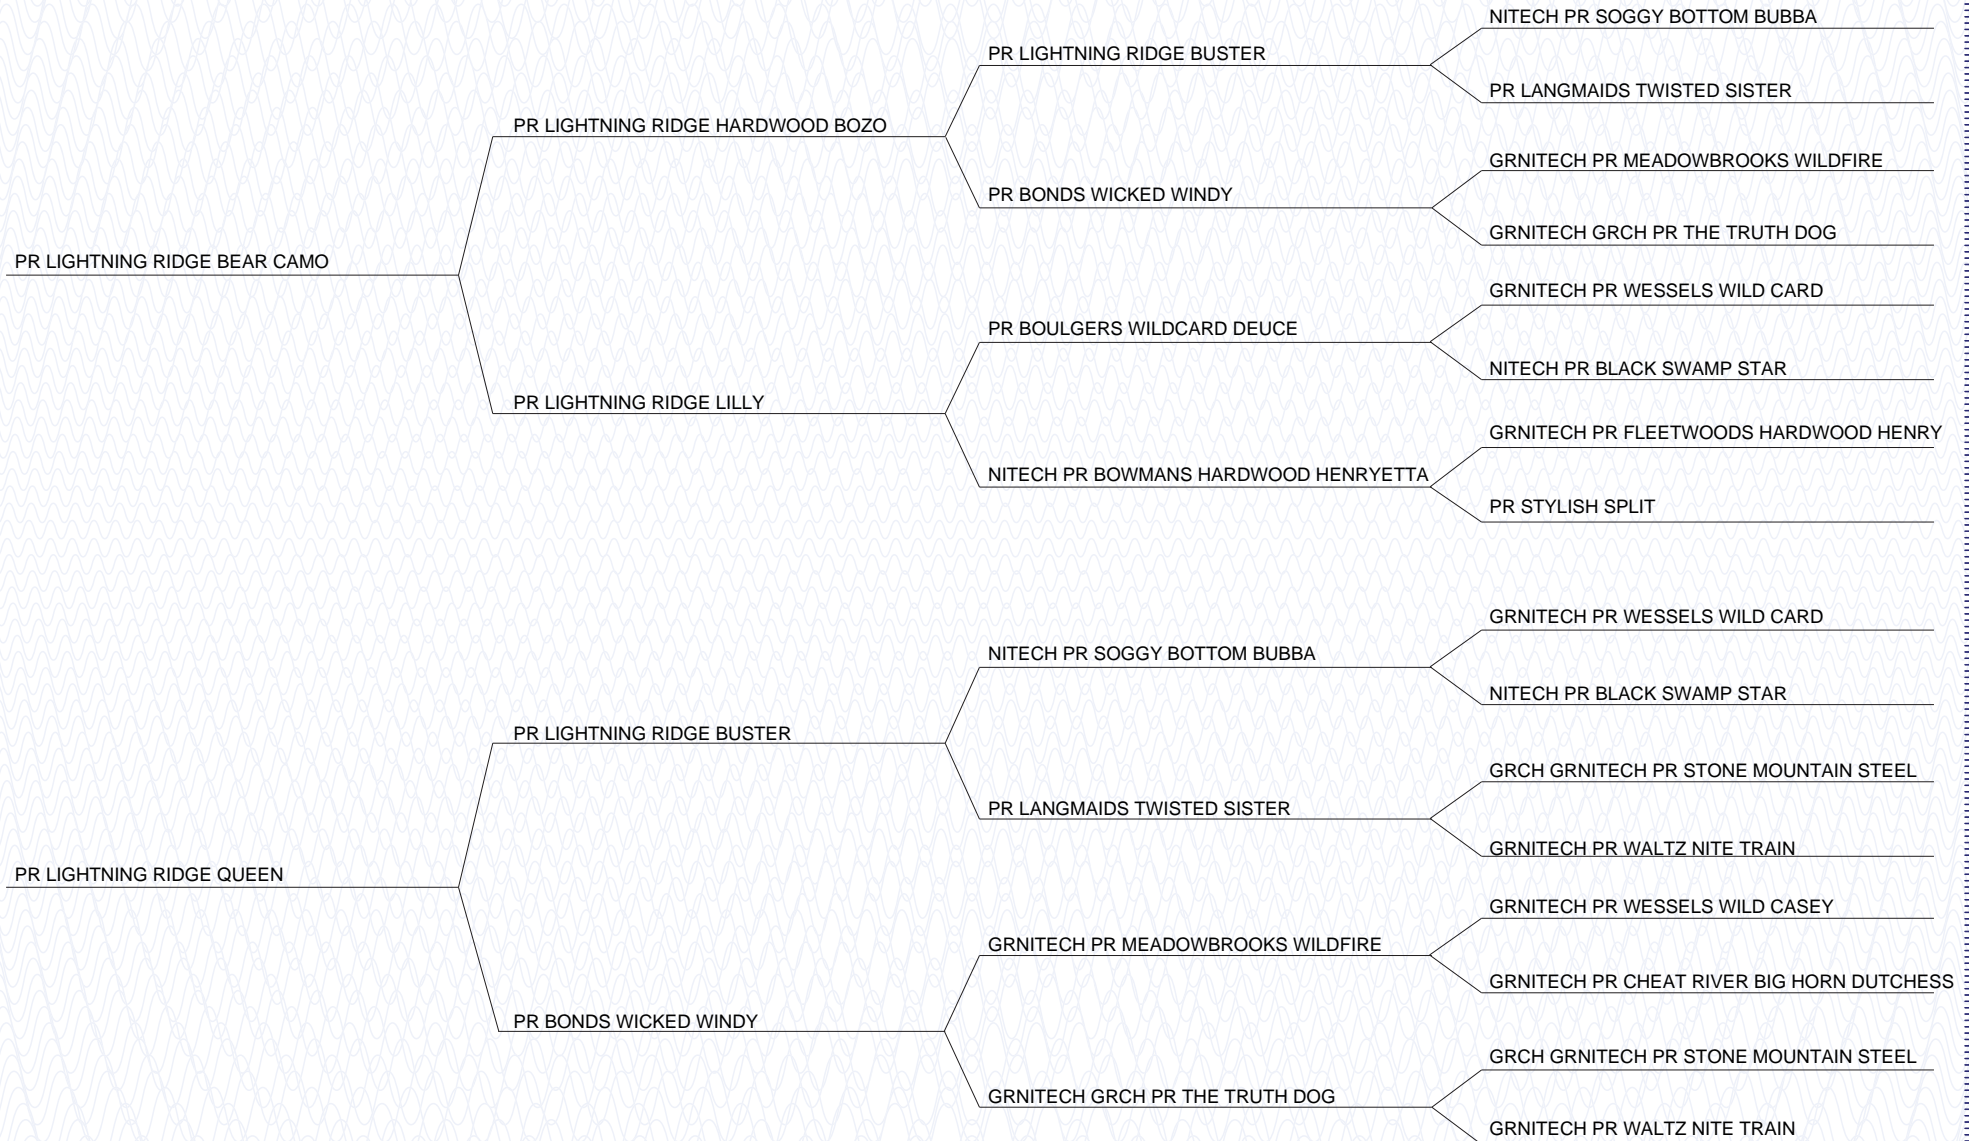 NITECH PR SOGGY BOTTOM BUBBA
PR LIGHTNING RIDGE BUSTER
PR LANGMAIDS TWISTED SISTER
PR LIGHTNING RIDGE HARDWOOD BOZO
GRNITECH PR MEADOWBROOKS WILDFIRE
PR BONDS WICKED WINDY
GRNITECH GRCH PR THE TRUTH DOG
PR LIGHTNING RIDGE BEAR CAMO
GRNITECH PR WESSELS WILD CARD
PR BOULGERS WILDCARD DEUCE
NITECH PR BLACK SWAMP STAR
PR LIGHTNING RIDGE LILLY
GRNITECH PR FLEETWOODS HARDWOOD HENRY
NITECH PR BOWMANS HARDWOOD HENRYETTA
PR STYLISH SPLIT
GRNITECH PR WESSELS WILD CARD
NITECH PR SOGGY BOTTOM BUBBA
NITECH PR BLACK SWAMP STAR
PR LIGHTNING RIDGE BUSTER
GRCH GRNITECH PR STONE MOUNTAIN STEEL
PR LANGMAIDS TWISTED SISTER
GRNITECH PR WALTZ NITE TRAIN
PR LIGHTNING RIDGE QUEEN
GRNITECH PR WESSELS WILD CASEY
GRNITECH PR MEADOWBROOKS WILDFIRE
GRNITECH PR CHEAT RIVER BIG HORN DUTCHESS
PR BONDS WICKED WINDY
GRCH GRNITECH PR STONE MOUNTAIN STEEL
GRNITECH GRCH PR THE TRUTH DOG
GRNITECH PR WALTZ NITE TRAIN